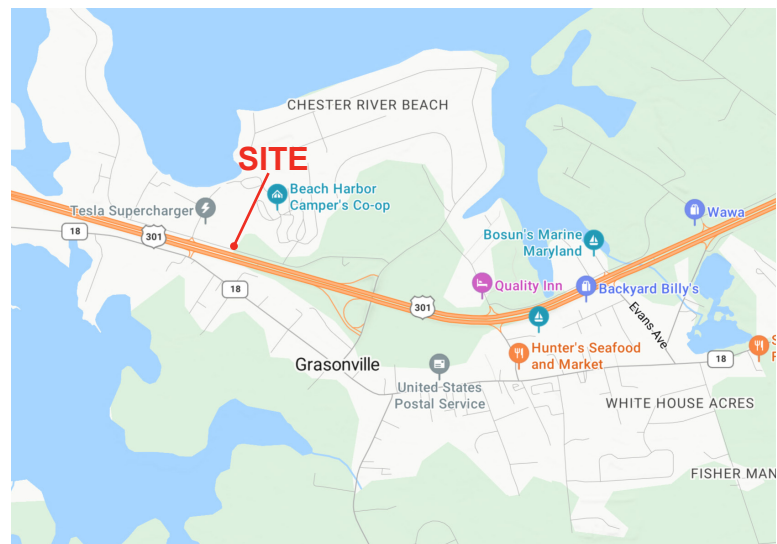 CHESTER RIVER BEACH
SITE
Beach Harbor
Camper's Co-op
Tesla Supercharger
Wawa
18
301
Bosun's Marine
Maryland
18
Quality Inn
Backyard Billy's
301
Evans Ave
Hunter's Seafood
and Market
S
F
18
Grasonville
United States
Postal Service
WHITE HOUSE ACRES
FISHER MAN